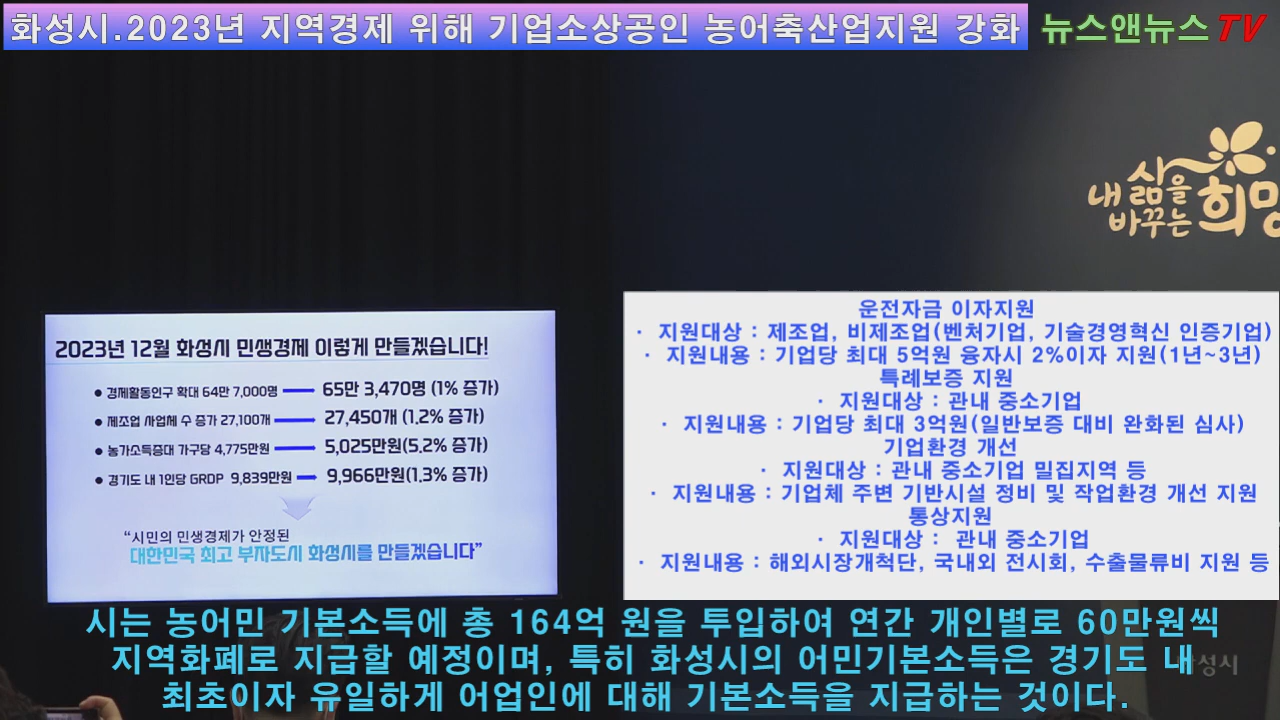 화성시.2023년 지역경제 위해 기업소상공인 농어축산업지원 강화
뉴스앤뉴스 TV
내 삶을
바꾸는 희망
2023년 12월 화성시 민생경제 이렇게 만들겠습니다!
● 경제활동인구 확대 64만 7,000명 65만 3,470명 (1% 증가)
● 제조업 사업체 수 증가 27,100개 27,450개 (1.2% 증가)
● 농가소득증대 가구당 4,775만원 5,025만원(5.2% 증가)
● 경기도 내 1인당 GRDP 9,839만원 9,966만원(1.3% 증가)
“시민의 민생경제가 안정된
대한민국 최고 부자도시 화성시를 만들겠습니다”
운전자금 이자지원
· 지원대상 : 제조업, 비제조업(벤처기업, 기술경영혁신 인증기업)
· 지원내용 : 기업당 최대 5억원 융자시 2%이자 지원(1년~3년)
특례보증 지원
· 지원대상 : 관내 중소기업
· 지원내용 : 기업당 최대 3억원(일반보증 대비 완화된 심사)
기업환경 개선
· 지원대상 : 관내 중소기업 밀집지역 등
· 지원내용 : 기업체 주변 기반시설 정비 및 작업환경 개선 지원
통상지원
· 지원대상 : 관내 중소기업
· 지원내용 : 해외시장개척단, 국내외 전시회, 수출물류비 지원 등
시는 농어민 기본소득에 총 164억 원을 투입하여 연간 개인별로 60만원씩
지역화폐로 지급할 예정이며, 특히 화성시의 어민기본소득은 경기도 내
최초이자 유일하게 어업인에 대해 기본소득을 지급하는 것이다.